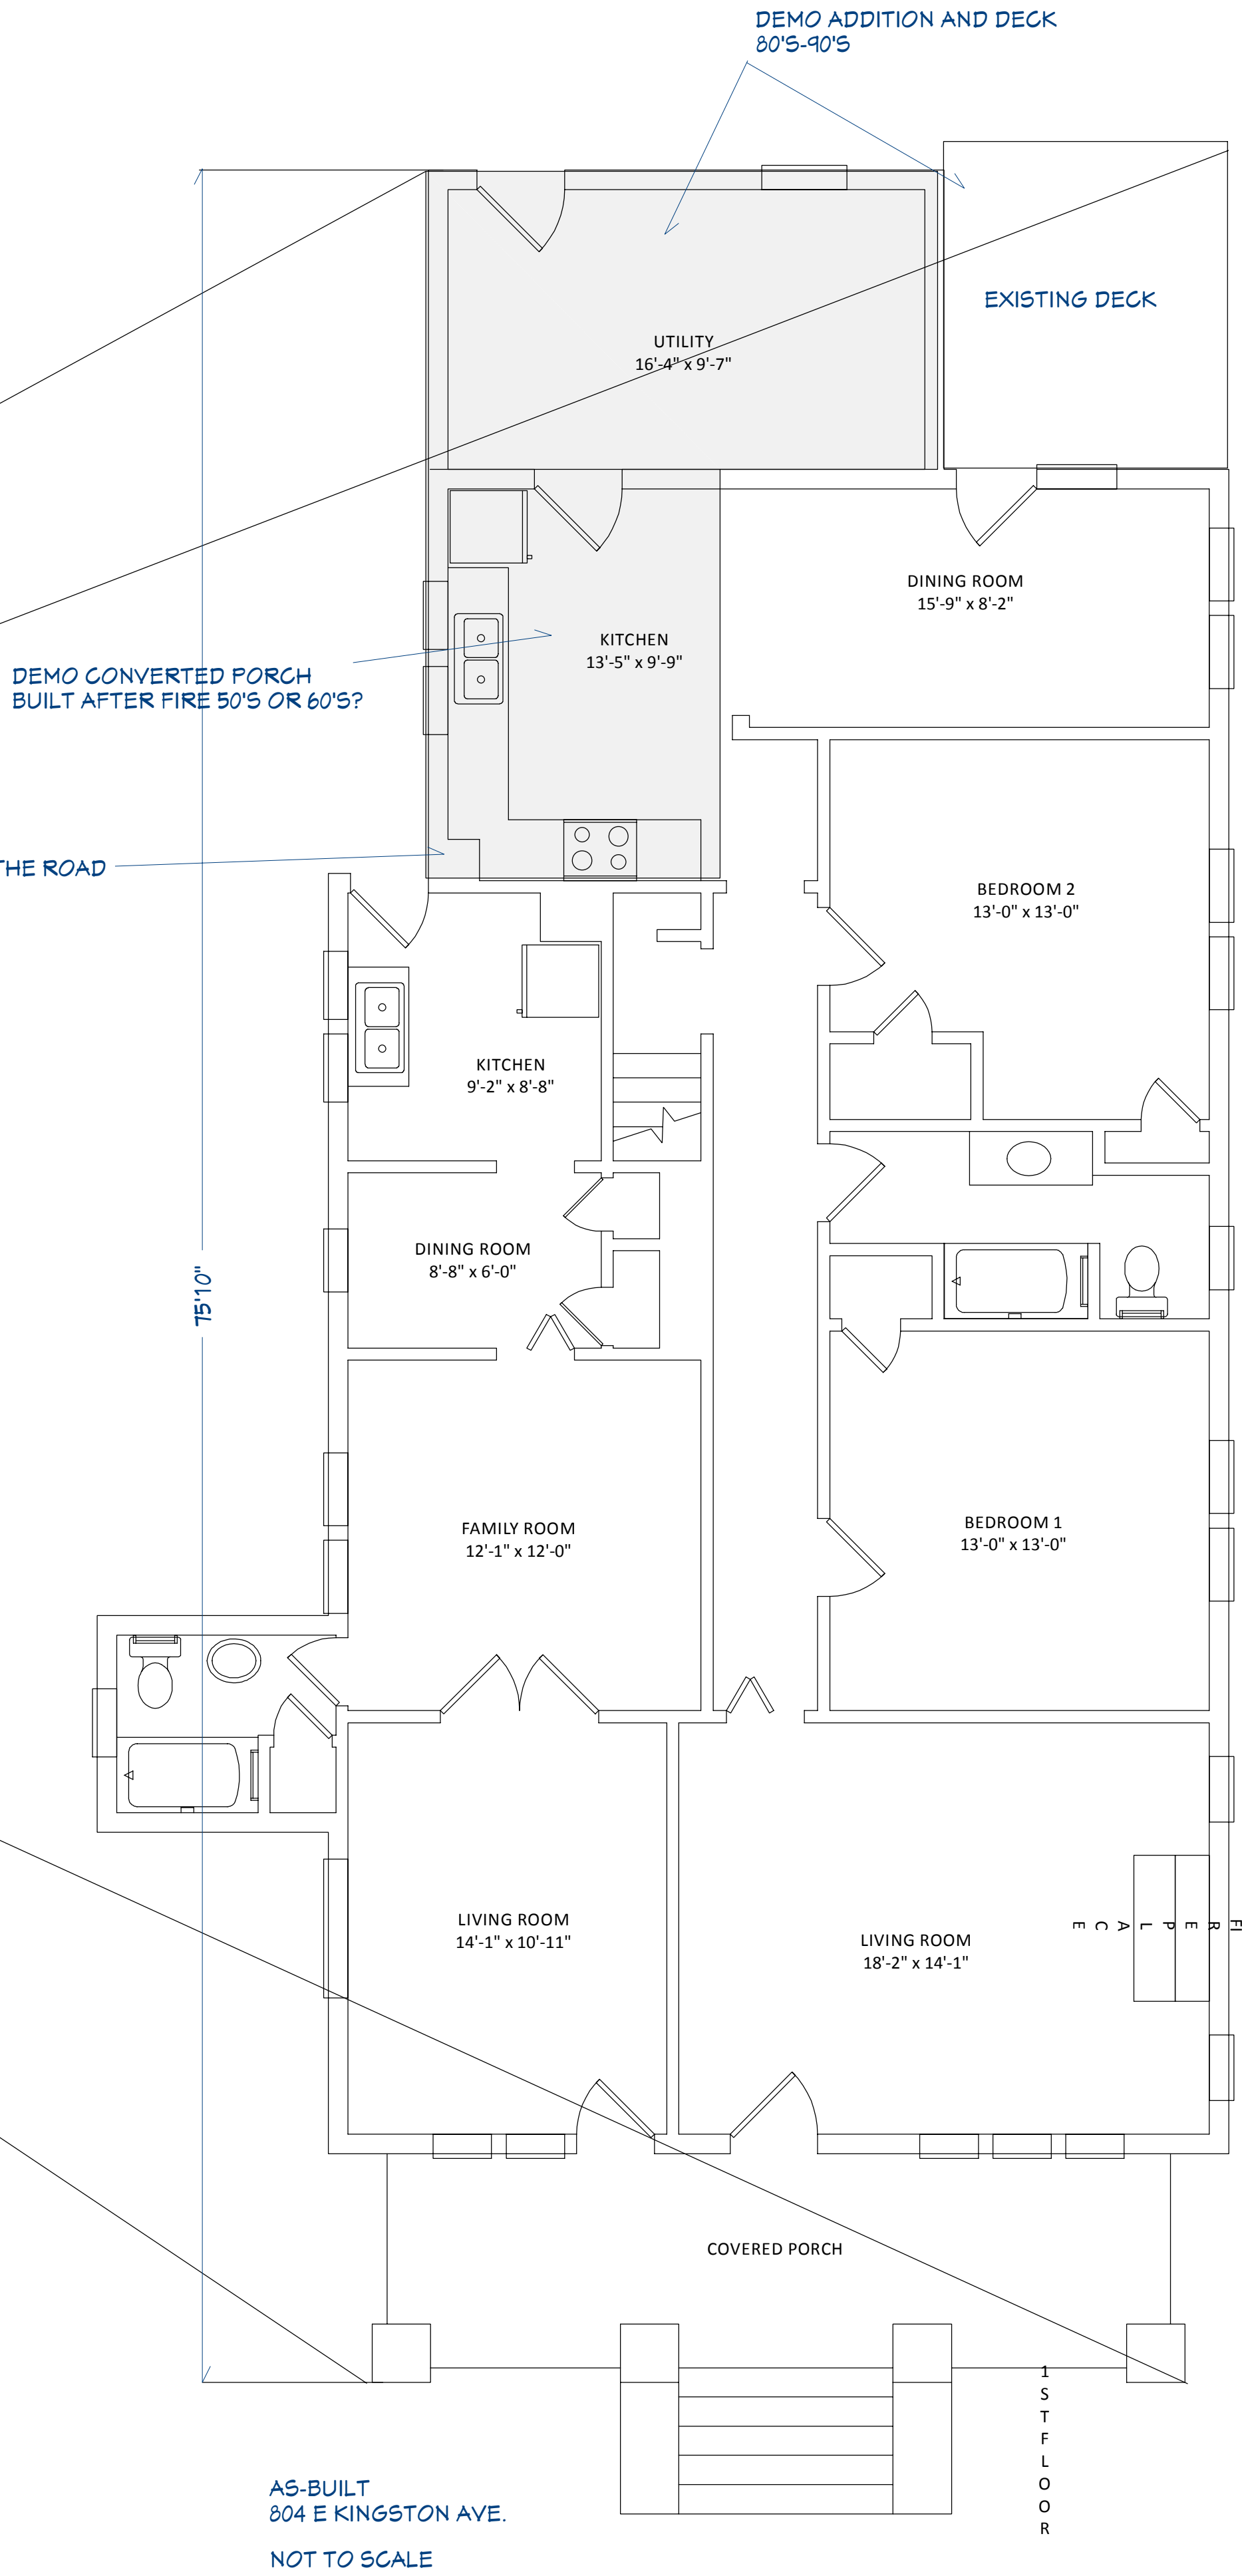 DEMO ADDITION AND DECK
80'S-90'S
EXISTING DECK
UTILITY
16'-4" x 9'-7"
DINING ROOM
15'-9" x 8'-2"
KITCHEN
13'-5" x 9'-9"
DEMO CONVERTED PORCH
BUILT AFTER FIRE 50'S OR 60'S?
THE ROAD
BEDROOM 2
13'-0" x 13'-0"
KITCHEN
9'-2" x 8'-8"
DINING ROOM
8'-8" x 6'-0"
75'10"
FAMILY ROOM
12'-1" x 12'-0"
BEDROOM 1
13'-0" x 13'-0"
LIVING ROOM
14'-1" x 10'-11"
LIVING ROOM
18'-2" x 14'-1"
FIREPLACE
COVERED PORCH
1STFLOOR
AS-BUILT
804 E KINGSTON AVE.
NOT TO SCALE